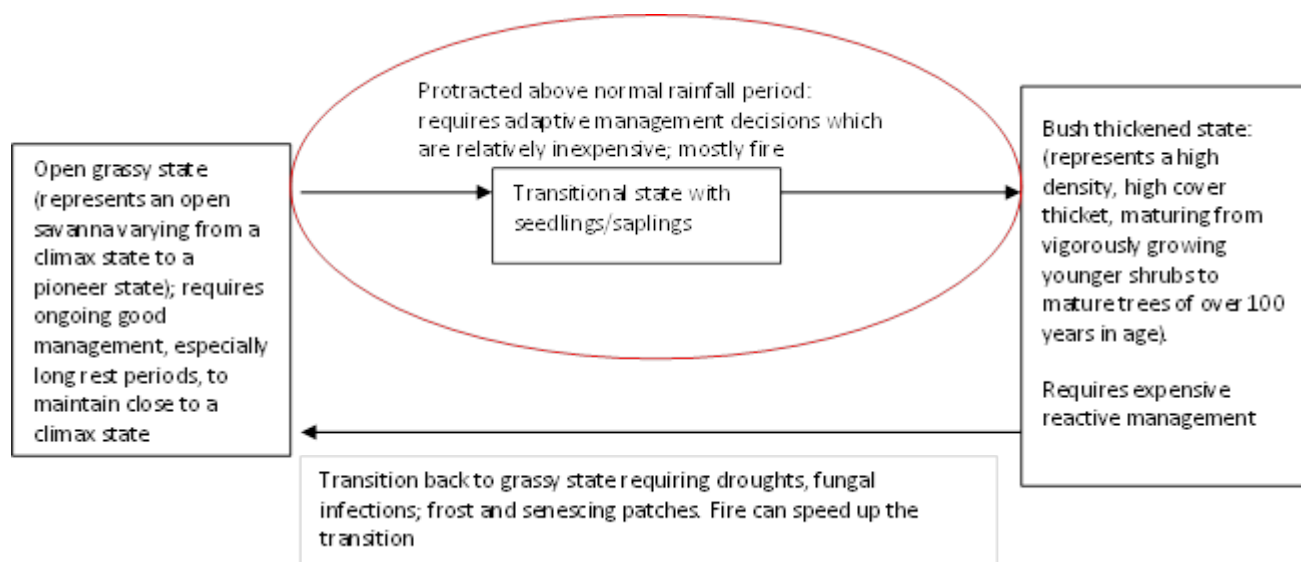 Protracted above normal rainfall period:
requires adaptive management decisions which
are relatively inexpensive; mostly fire
Open grassy state
(represents an open
savanna varying from a
climax state to a
pioneer state); requires
ongoing good
management, especially
long rest periods, to
maintain close to a
climax state
Transitional state with
seedlings/saplings
Bush thickened state:
(represents a high
density, high cover
thicket, maturing from
vigorously growing
younger shrubs to
mature trees of over 100
years in age).
Requires expensive
reactive management
Transition back to grassy state requiring droughts, fungal
infections; frost and senescing patches. Fire can speed up the
transition